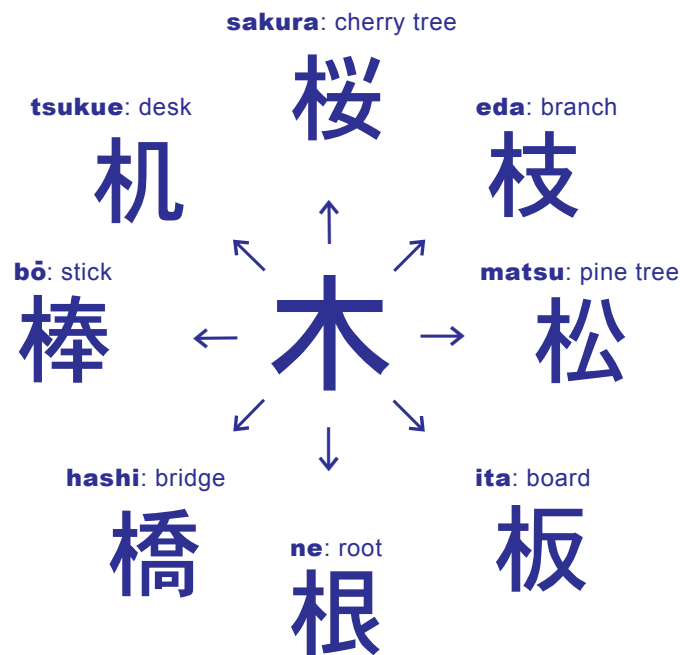 sakura: cherry tree
桜
tsukue: desk
机
eda: branch
枝
bō: stick
棒
木
matsu: pine tree
松
hashi: bridge
橋
ne: root
根
ita: board
板